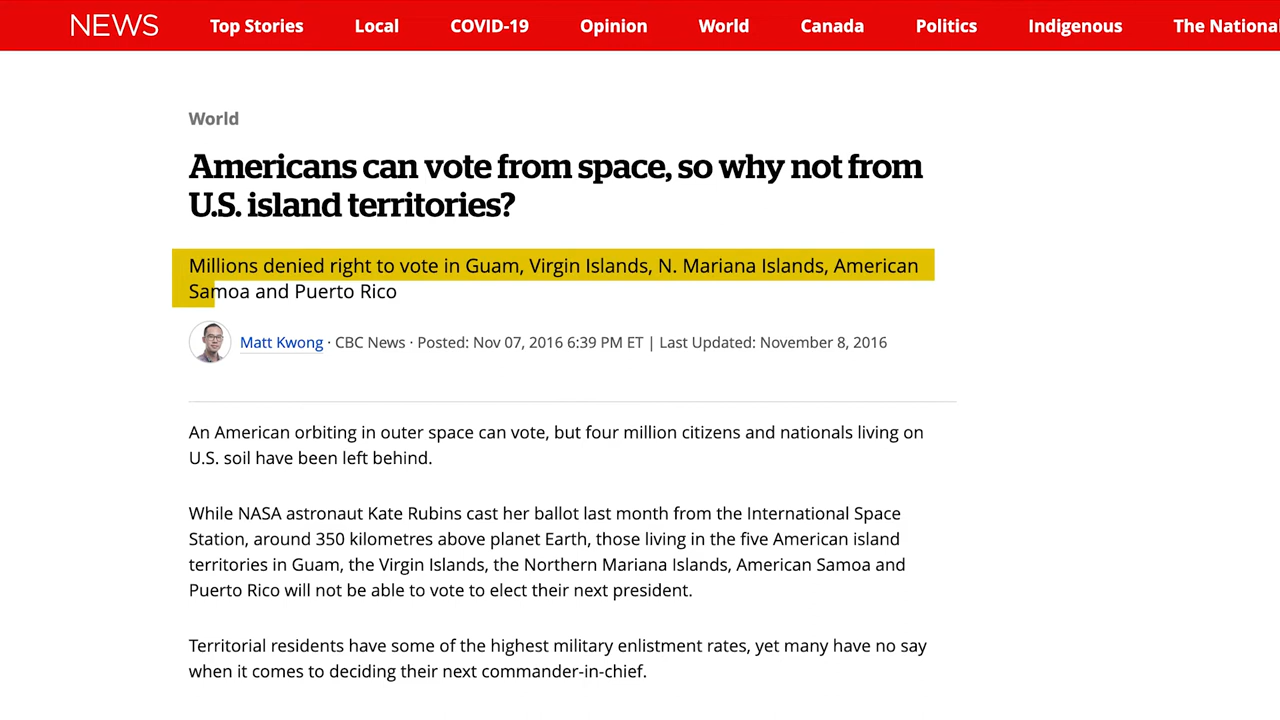 NEWS Top Stories Local COVID-19 Opinion World Canada Politics Indigenous The National
World
Americans can vote from space, so why not from
U.S. island territories?
Millions denied right to vote in Guam, Virgin Islands, N. Mariana Islands, American
Samoa and Puerto Rico
Matt Kwong · CBC News · Posted: Nov 07, 2016 6:39 PM ET | Last Updated: November 8, 2016
An American orbiting in outer space can vote, but four million citizens and nationals living on
U.S. soil have been left behind.
While NASA astronaut Kate Rubins cast her ballot last month from the International Space
Station, around 350 kilometres above planet Earth, those living in the five American island
territories in Guam, the Virgin Islands, the Northern Mariana Islands, American Samoa and
Puerto Rico will not be able to vote to elect their next president.
Territorial residents have some of the highest military enlistment rates, yet many have no say
when it comes to deciding their next commander-in-chief.